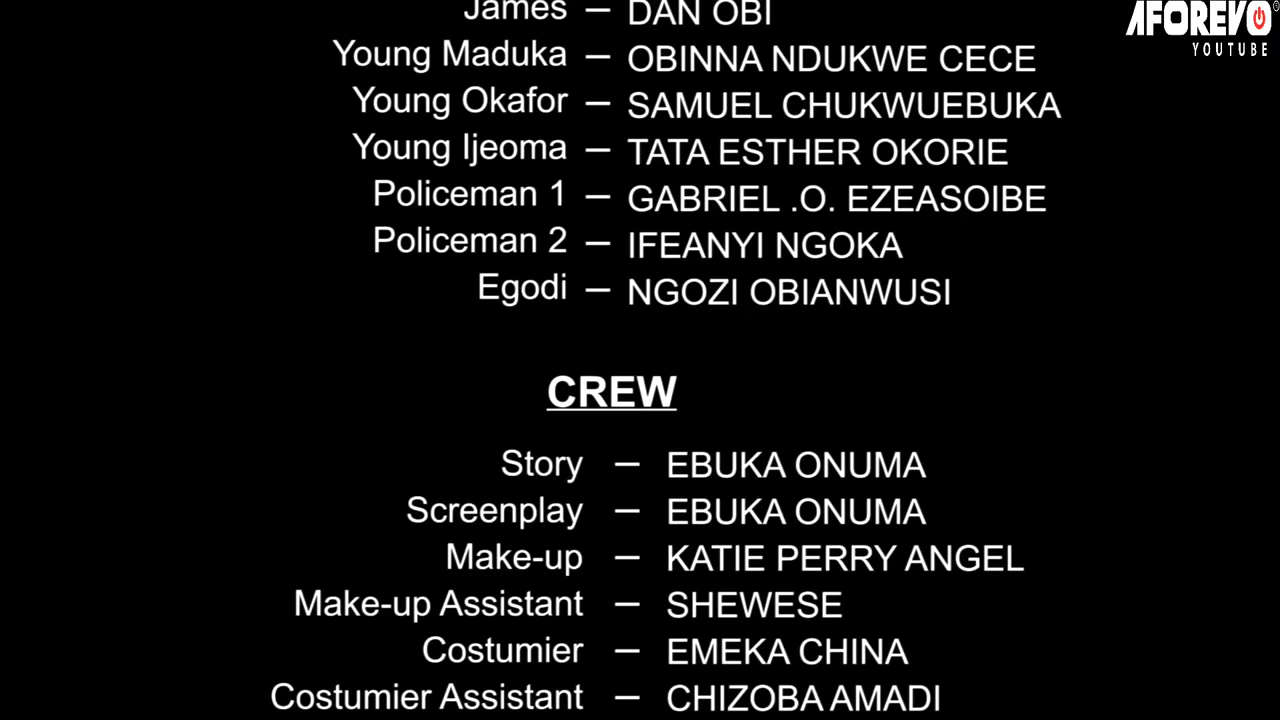 James – DAN OBI
AFOREVO
YOUTUBE
Young Maduka – OBINNA NDUKWE CECE
Young Okafor – SAMUEL CHUKWUEBUKA
Young Ijeoma – TATA ESTHER OKORIE
Policeman 1 – GABRIEL .O. EZEASOIBE
Policeman 2 – IFEANYI NGOKA
Egodi – NGOZI OBIANWUSI
CREW
Story – EBUKA ONUMA
Screenplay – EBUKA ONUMA
Make-up – KATIE PERRY ANGEL
Make-up Assistant – SHEWESE
Costumier – EMEKA CHINA
Costumier Assistant – CHIZOBA AMADI